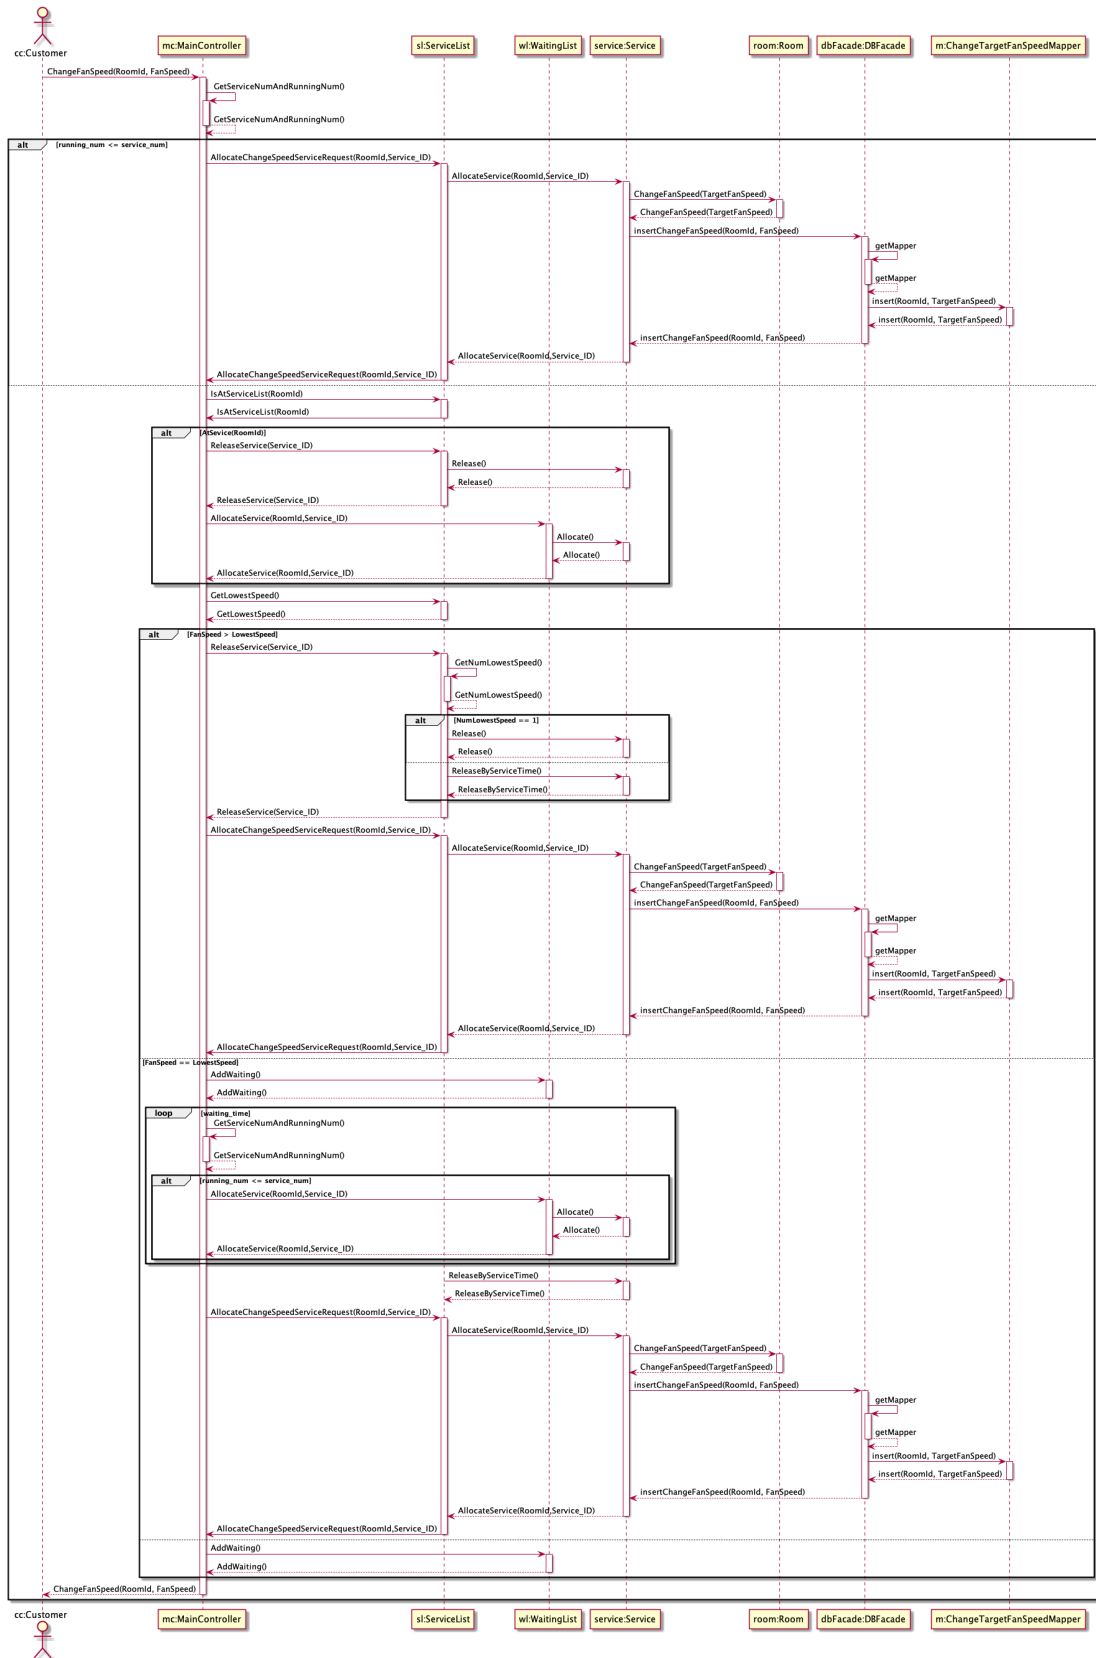 cc:Customer
mc:MainController
sl:ServiceList
wl:WaitingList
service:Service
room:Room
dbFacade:DBFacade
m:ChangeTargetFanSpeedMapper
ChangeFanSpeed(RoomId, FanSpeed)
GetServiceNumAndRunningNum()
GetServiceNumAndRunningNum()
alt
[running_num <= service_num]
AllocateChangeSpeedServiceRequest(RoomId,Service_ID)
AllocateService(RoomId,Service_ID)
ChangeFanSpeed(TargetFanSpeed)
ChangeFanSpeed(TargetFanSpeed)
insertChangeFanSpeed(RoomId, FanSpeed)
getMapper
getMapper
insert(RoomId, TargetFanSpeed)
insert(RoomId, TargetFanSpeed)
insertChangeFanSpeed(RoomId, FanSpeed)
AllocateService(RoomId,Service_ID)
AllocateChangeSpeedServiceRequest(RoomId,Service_ID)
IsAtServiceList(RoomId)
IsAtServiceList(RoomId)
alt
[AtSevice(RoomId)]
ReleaseService(Service_ID)
Release()
Release()
ReleaseService(Service_ID)
AllocateService(RoomId,Service_ID)
Allocate()
Allocate()
AllocateService(RoomId,Service_ID)
GetLowestSpeed()
GetLowestSpeed()
alt
[FanSpeed > LowestSpeed]
ReleaseService(Service_ID)
GetNumLowestSpeed()
GetNumLowestSpeed()
alt
[NumLowestSpeed == 1]
Release()
Release()
ReleaseByServiceTime()
ReleaseByServiceTime()
ReleaseService(Service_ID)
AllocateChangeSpeedServiceRequest(RoomId,Service_ID)
AllocateService(RoomId,Service_ID)
ChangeFanSpeed(TargetFanSpeed)
ChangeFanSpeed(TargetFanSpeed)
insertChangeFanSpeed(RoomId, FanSpeed)
getMapper
getMapper
insert(RoomId, TargetFanSpeed)
insert(RoomId, TargetFanSpeed)
insertChangeFanSpeed(RoomId, FanSpeed)
AllocateService(RoomId,Service_ID)
AllocateChangeSpeedServiceRequest(RoomId,Service_ID)
[FanSpeed == LowestSpeed]
AddWaiting()
AddWaiting()
loop
[waiting_time]
GetServiceNumAndRunningNum()
GetServiceNumAndRunningNum()
alt
[running_num <= service_num]
AllocateService(RoomId,Service_ID)
Allocate()
Allocate()
AllocateService(RoomId,Service_ID)
ReleaseByServiceTime()
ReleaseByServiceTime()
AllocateChangeSpeedServiceRequest(RoomId,Service_ID)
AllocateService(RoomId,Service_ID)
ChangeFanSpeed(TargetFanSpeed)
ChangeFanSpeed(TargetFanSpeed)
insertChangeFanSpeed(RoomId, FanSpeed)
getMapper
getMapper
insert(RoomId, TargetFanSpeed)
insert(RoomId, TargetFanSpeed)
insertChangeFanSpeed(RoomId, FanSpeed)
AllocateService(RoomId,Service_ID)
AllocateChangeSpeedServiceRequest(RoomId,Service_ID)
AddWaiting()
AddWaiting()
ChangeFanSpeed(RoomId, FanSpeed)
cc:Customer
mc:MainController
sl:ServiceList
wl:WaitingList
service:Service
room:Room
dbFacade:DBFacade
m:ChangeTargetFanSpeedMapper